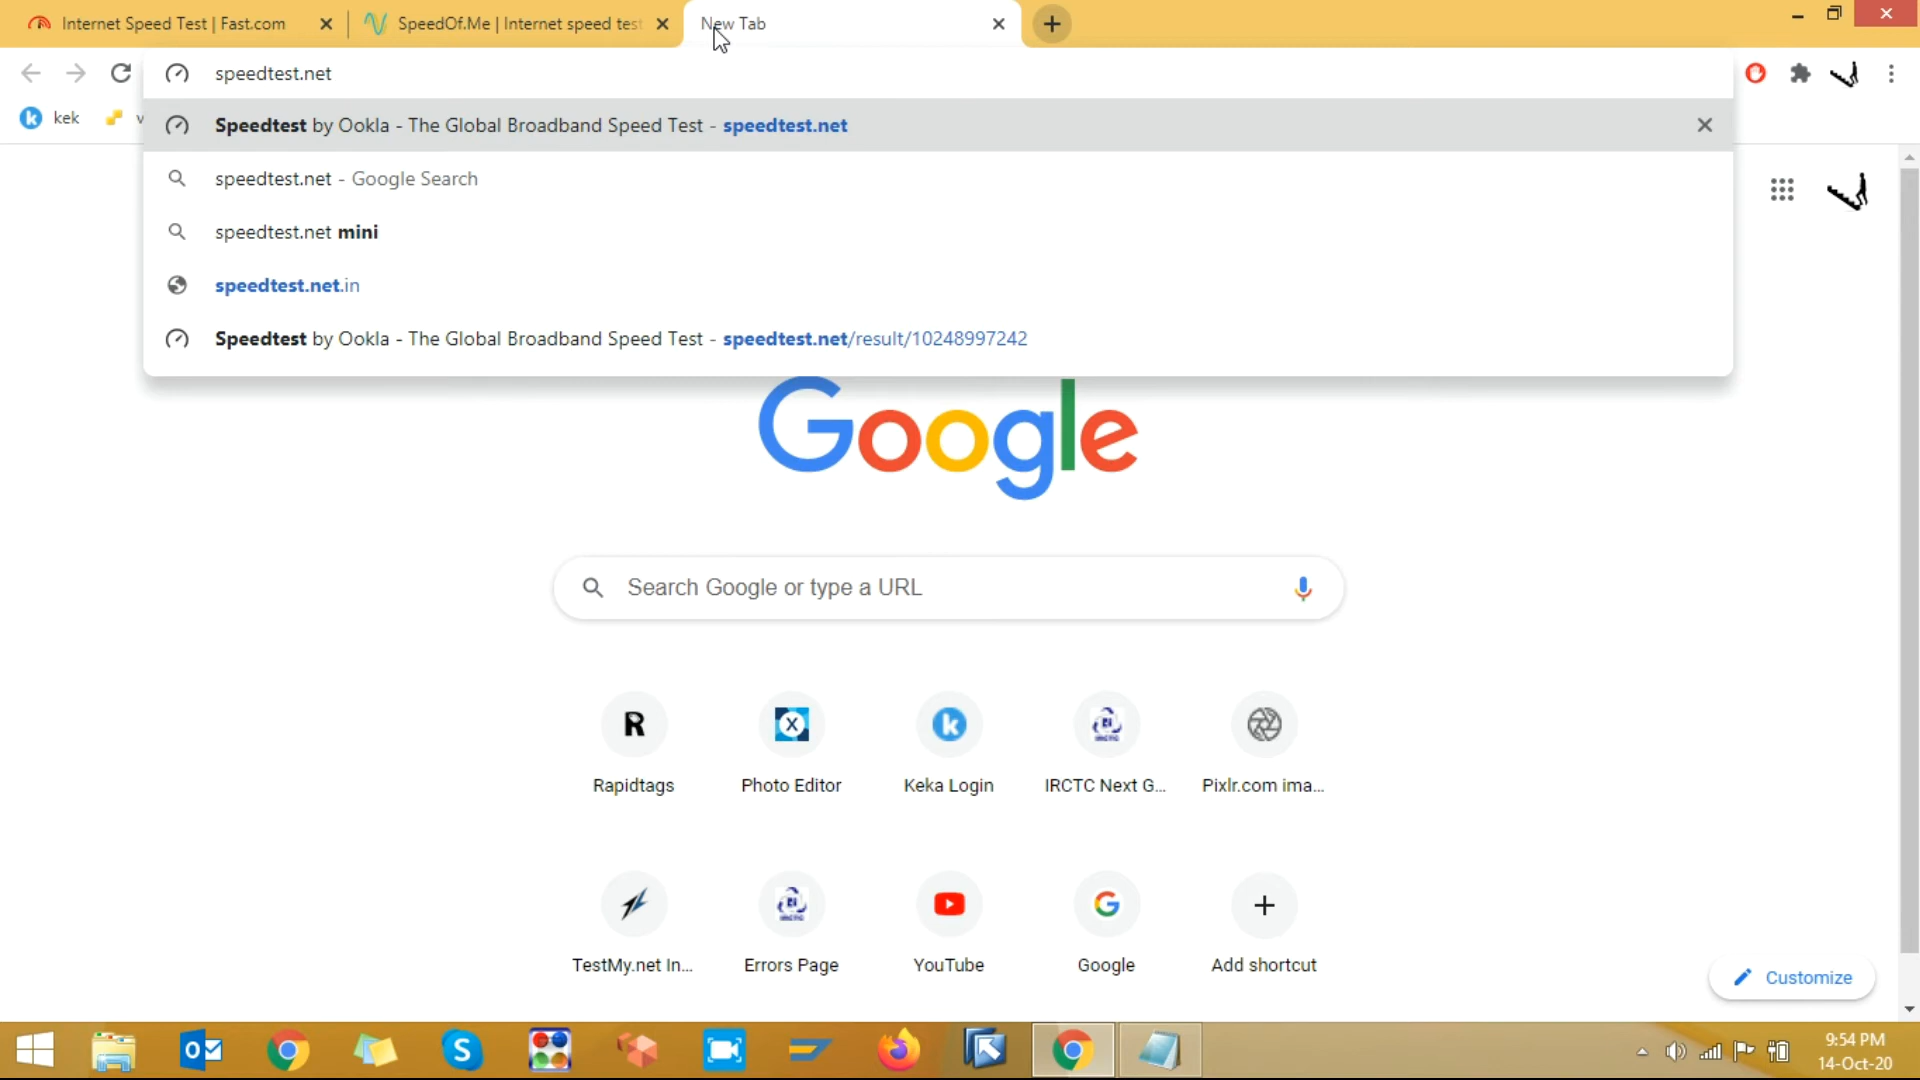 Internet Speed Test | Fast.com
SpeedOf.Me | Internet speed test
New Tab
speedtest.net
kek
Speedtest by Ookla - The Global Broadband Speed Test - speedtest.net
speedtest.net - Google Search
speedtest.net mini
speedtest.net.in
Speedtest by Ookla - The Global Broadband Speed Test - speedtest.net/result/10248997242
Google
Search Google or type a URL
Rapidtags
Photo Editor
Keka Login
IRCTC Next G...
Pixlr.com ima...
TestMy.net In...
Errors Page
YouTube
Google
Add shortcut
Customize
9:54 PM
14-Oct-20